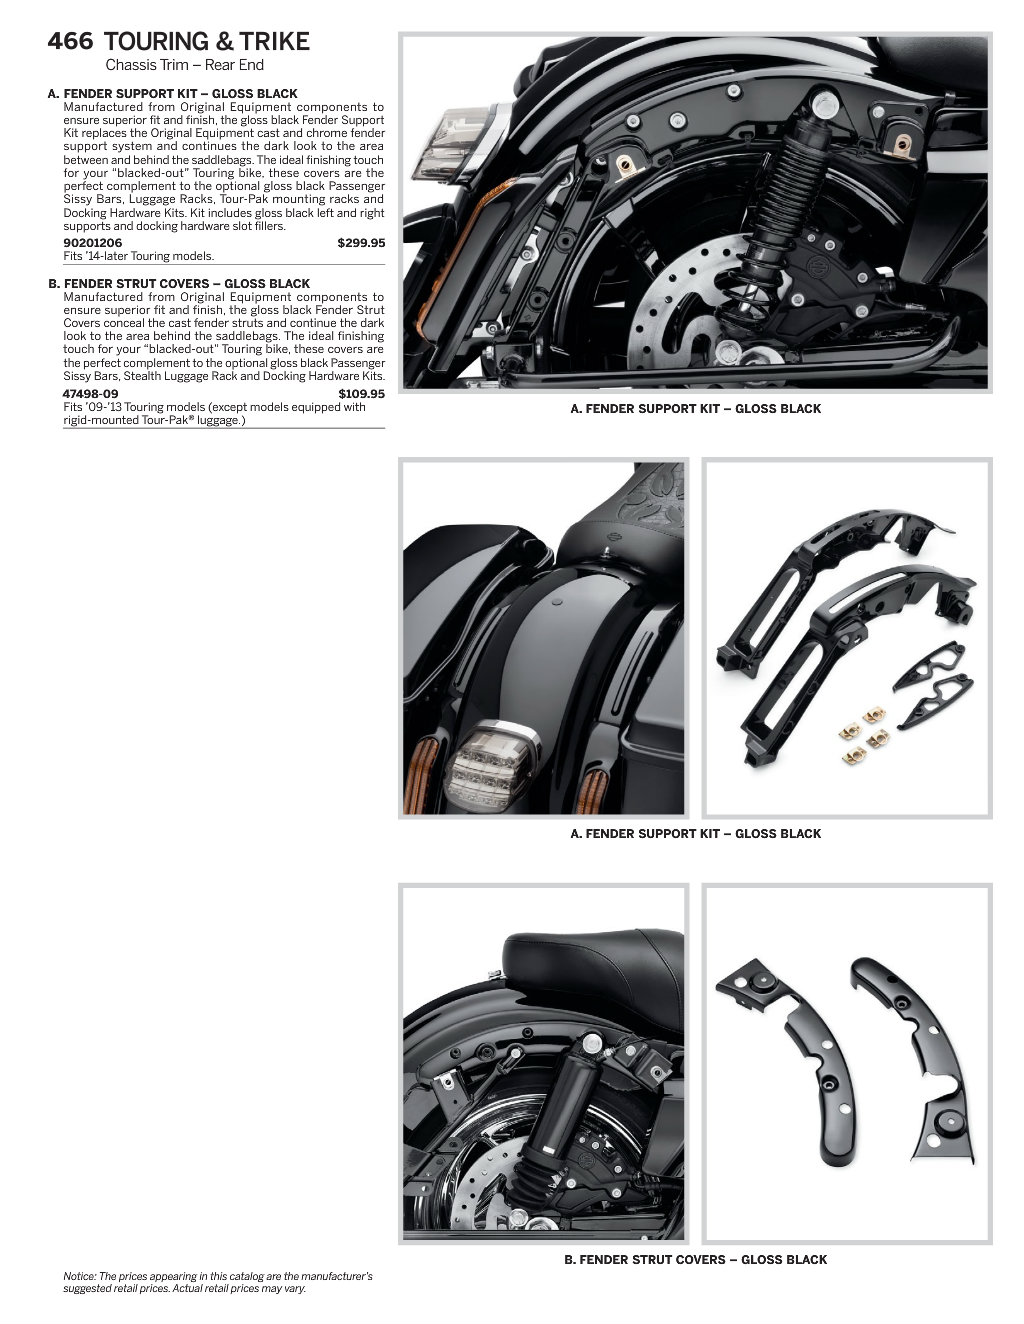 466 TOURING & TRIKE
Chassis Trim – Rear End
A. FENDER SUPPORT KIT – GLOSS BLACK
Manufactured from Original Equipment components to
ensure superior fit and finish, the gloss black Fender Support
Kit replaces the Original Equipment cast and chrome fender
support system and continues the dark look to the area
between and behind the saddlebags. The ideal finishing touch
for your “blacked-out” Touring bike, these covers are the
perfect complement to the optional gloss black Passenger
Sissy Bars, Luggage Racks, Tour-Pak mounting racks and
Docking Hardware Kits. Kit includes gloss black left and right
supports and docking hardware slot fillers.
90201206 $299.95
Fits ’14-later Touring models.
B. FENDER STRUT COVERS – GLOSS BLACK
Manufactured from Original Equipment components to
ensure superior fit and finish, the gloss black Fender Strut
Covers conceal the cast fender struts and continue the dark
look to the area behind the saddlebags. The ideal finishing
touch for your “blacked-out" Touring bike, these covers are
the perfect complement to the optional gloss black Passenger
Sissy Bars, Stealth Luggage Rack and Docking Hardware Kits.
47498-09 $109.95
Fits ’09-’13 Touring models (except models equipped with
rigid-mounted Tour-Pak® luggage.)
A. FENDER SUPPORT KIT – GLOSS BLACK
A. FENDER SUPPORT KIT – GLOSS BLACK
B. FENDER STRUT COVERS – GLOSS BLACK
Notice: The prices appearing in this catalog are the manufacturer’s
suggested retail prices. Actual retail prices may vary.